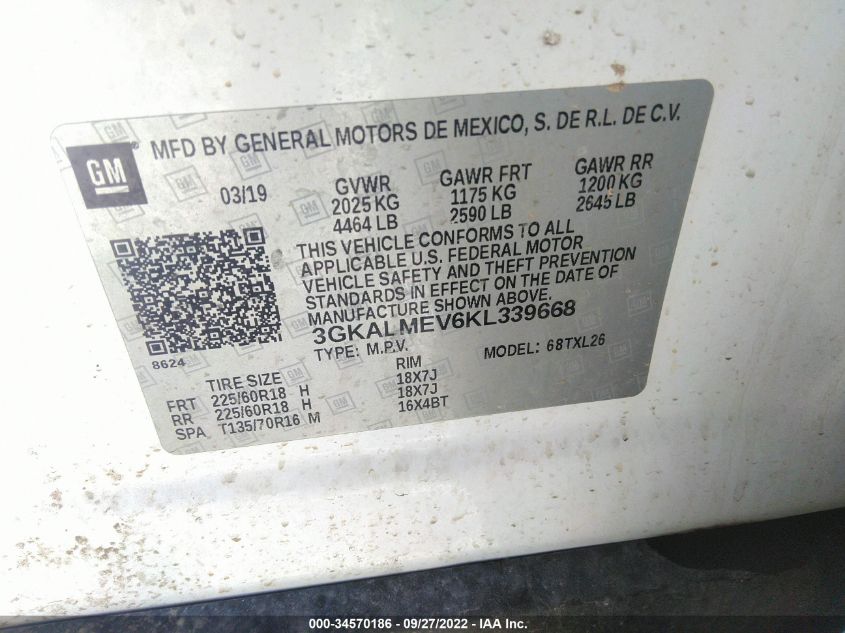 GM
MFD BY GENERAL MOTORS DE MEXICO, S. DE R.L. DE C.V.
03/19 GVWR GAWR FRT GAWR RR
2025 KG 1175 KG 1200 KG
4464 LB 2590 LB 2645 LB
THIS VEHICLE CONFORMS TO ALL
APPLICABLE U.S. FEDERAL MOTOR
VEHICLE SAFETY AND THEFT PREVENTION
STANDARDS IN EFFECT ON THE DATE OF
MANUFACTURE SHOWN ABOVE.
3GKALMEV6KL339668
8624
TYPE: M.P.V. MODEL: 68TXL26
TIRE SIZE RIM
FRT 225/60R18 H 18X7J
RR 225/60R18 H 18X7J
SPA T135/70R16 M 16X4BT
000-34570186 - 09/27/2022 - IAA Inc.